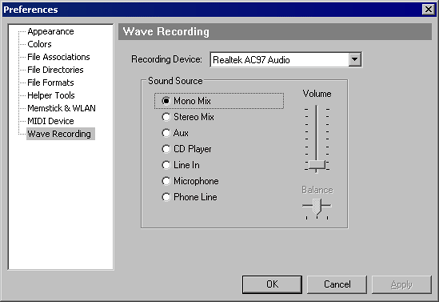 Preferences
Appearance
Colors
File Associations
File Directories
File Formats
Helper Tools
Memstick & WLAN
MIDI Device
Wave Recording
Wave Recording
Recording Device: Realtek AC97 Audio
Sound Source
Mono Mix
Stereo Mix
Aux
CD Player
Line In
Microphone
Phone Line
Volume
Balance
OK Cancel Apply